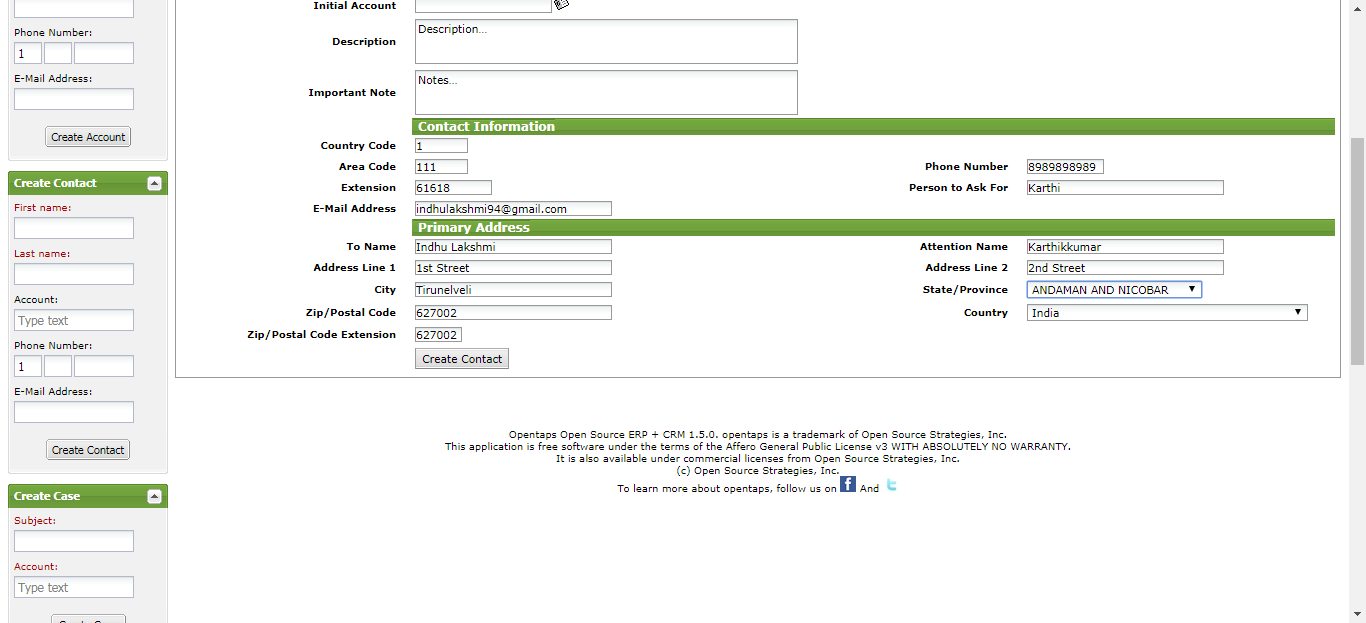 Phone Number:
1
E-Mail Address:
Create Account
Create Contact
First name:
Last name:
Account:
Type text
Phone Number:
1
E-Mail Address:
Create Contact
Create Case
Subject:
Account:
Type text
Initial Account
Description Description...
Important Note Notes...
Contact Information
Country Code 1
Area Code 111 Phone Number 8989898989
Extension 61618 Person to Ask For Karthi
E-Mail Address indhulakshmi94@gmail.com
Primary Address
To Name Indhu Lakshmi Attention Name Karthikkumar
Address Line 1 1st Street Address Line 2 2nd Street
City Tirunelveli State/Province ANDAMAN AND NICOBAR
Zip/Postal Code 627002 Country India
Zip/Postal Code Extension 627002
Create Contact
Opentaps Open Source ERP + CRM 1.5.0. opentaps is a trademark of Open Source Strategies, Inc.
This application is free software under the terms of the Affero General Public License v3 WITH ABSOLUTELY NO WARRANTY.
It is also available under commercial licenses from Open Source Strategies, Inc.
(c) Open Source Strategies, Inc.
To learn more about opentaps, follow us on f And t